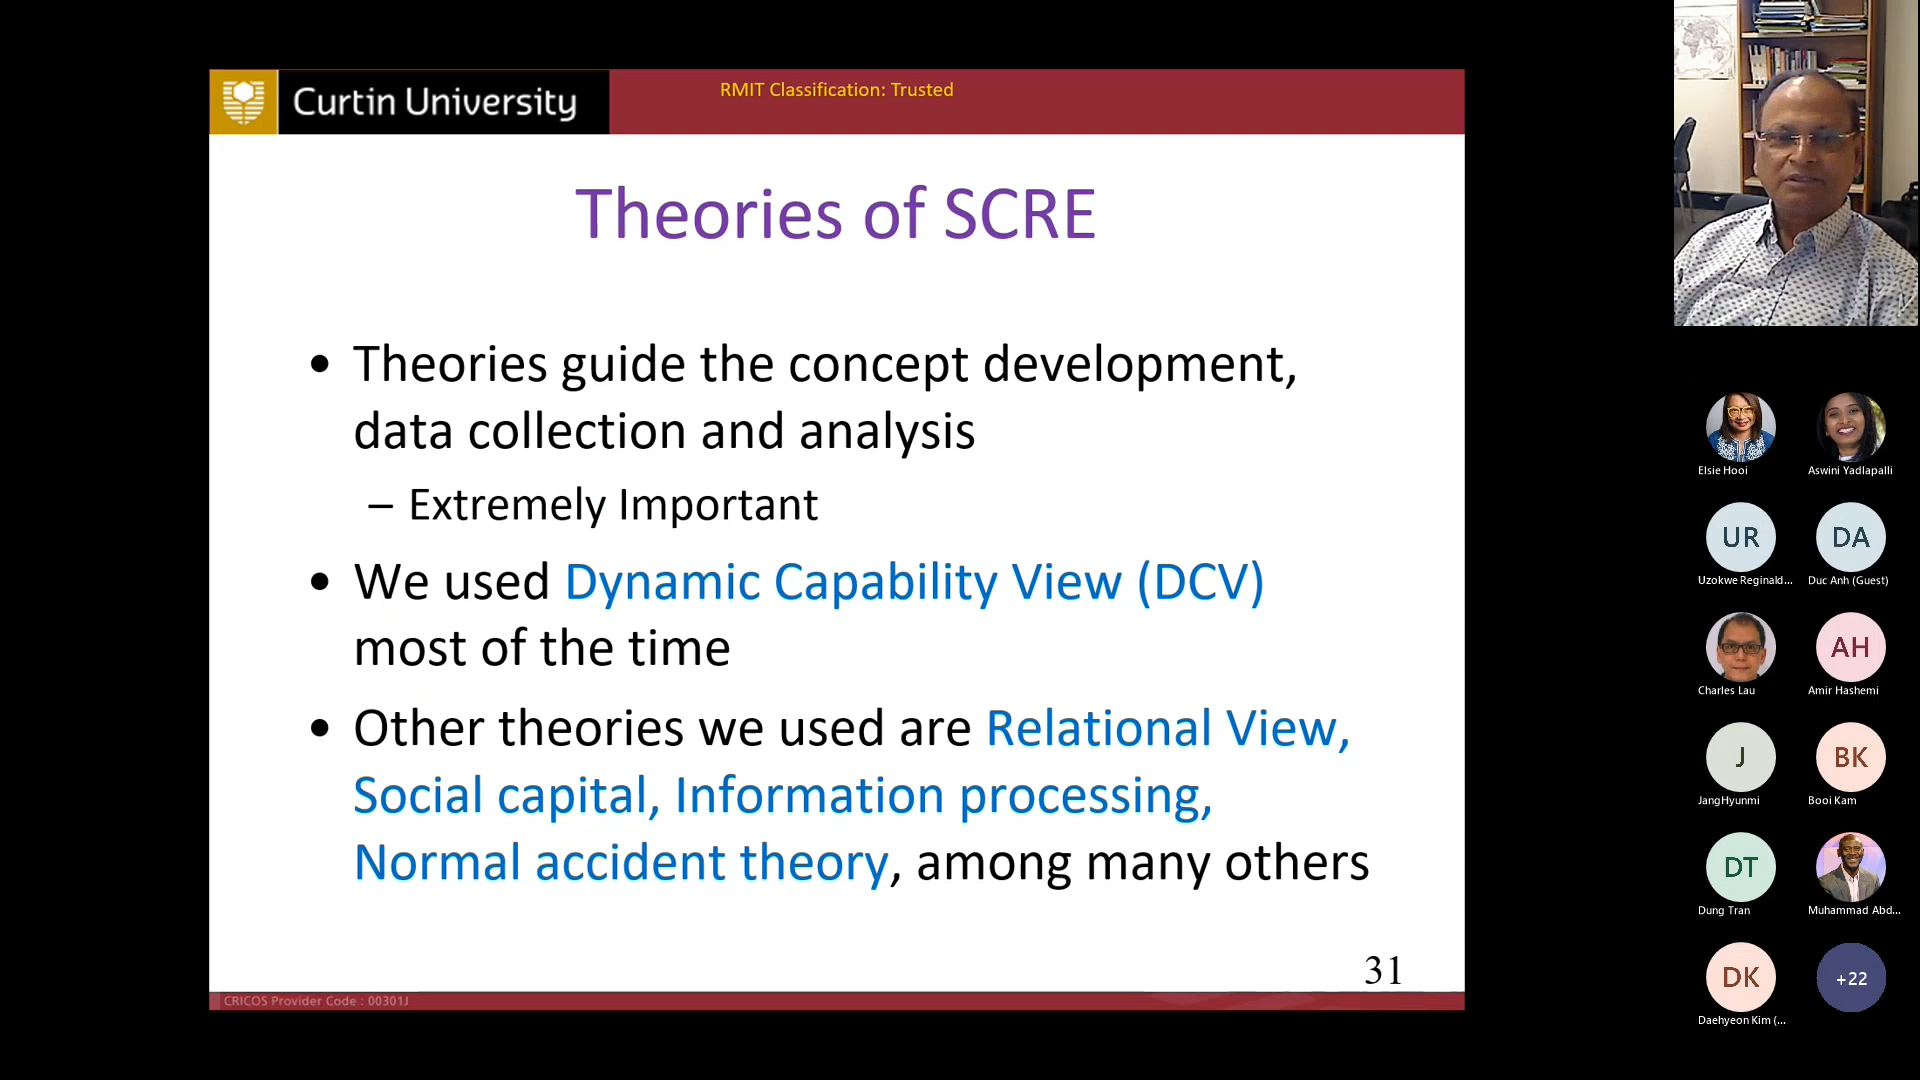 Curtin University
RMIT Classification: Trusted
Theories of SCRE
• Theories guide the concept development,
data collection and analysis
– Extremely Important
• We used Dynamic Capability View (DCV)
most of the time
• Other theories we used are Relational View,
Social capital, Information processing,
Normal accident theory, among many others
31
CRICOS Provider Code : 00301J
Elsie Hooi
Aswini Yadlapalli
UR
DA
Uzokwe Reginald...
Duc Anh (Guest)
AH
Charles Lau
Amir Hashemi
J
BK
JangHyunmi
Booi Kam
DT
Dung Tran
Muhammad Abd...
DK
+22
Daehyeon Kim (...